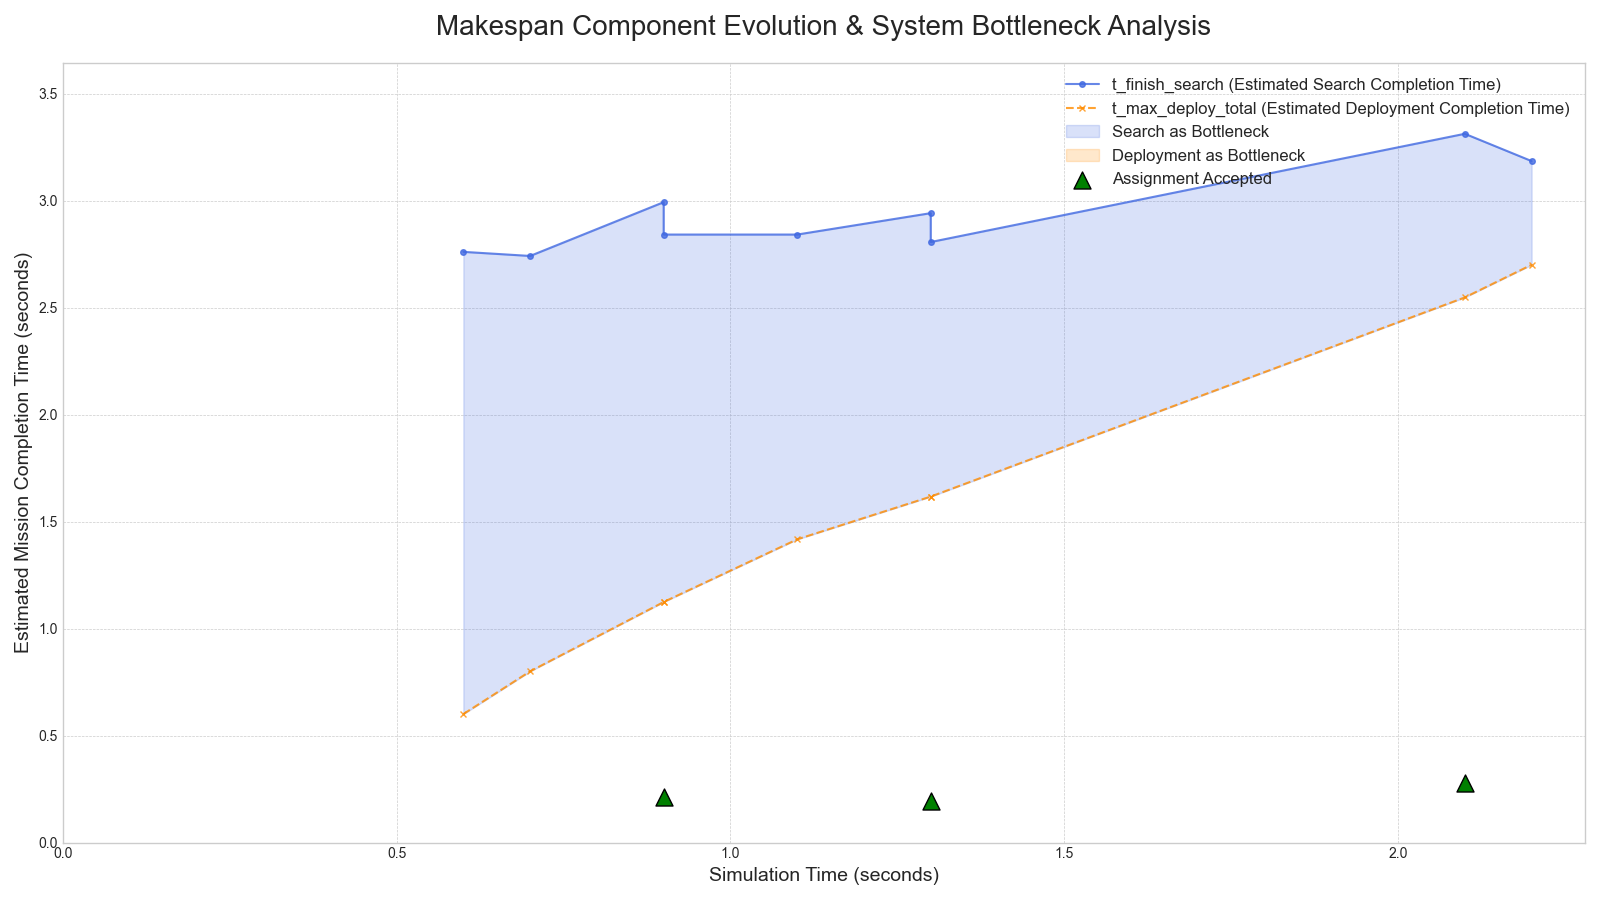 Makespan Component Evolution & System Bottleneck Analysis
t_finish_search (Estimated Search Completion Time)
t_max_deploy_total (Estimated Deployment Completion Time)
Search as Bottleneck
Deployment as Bottleneck
Assignment Accepted
Estimated Mission Completion Time (seconds)
3.5
3.0
2.5
2.0
1.5
1.0
0.5
0.0
0.0 0.5 1.0 1.5 2.0
Simulation Time (seconds)